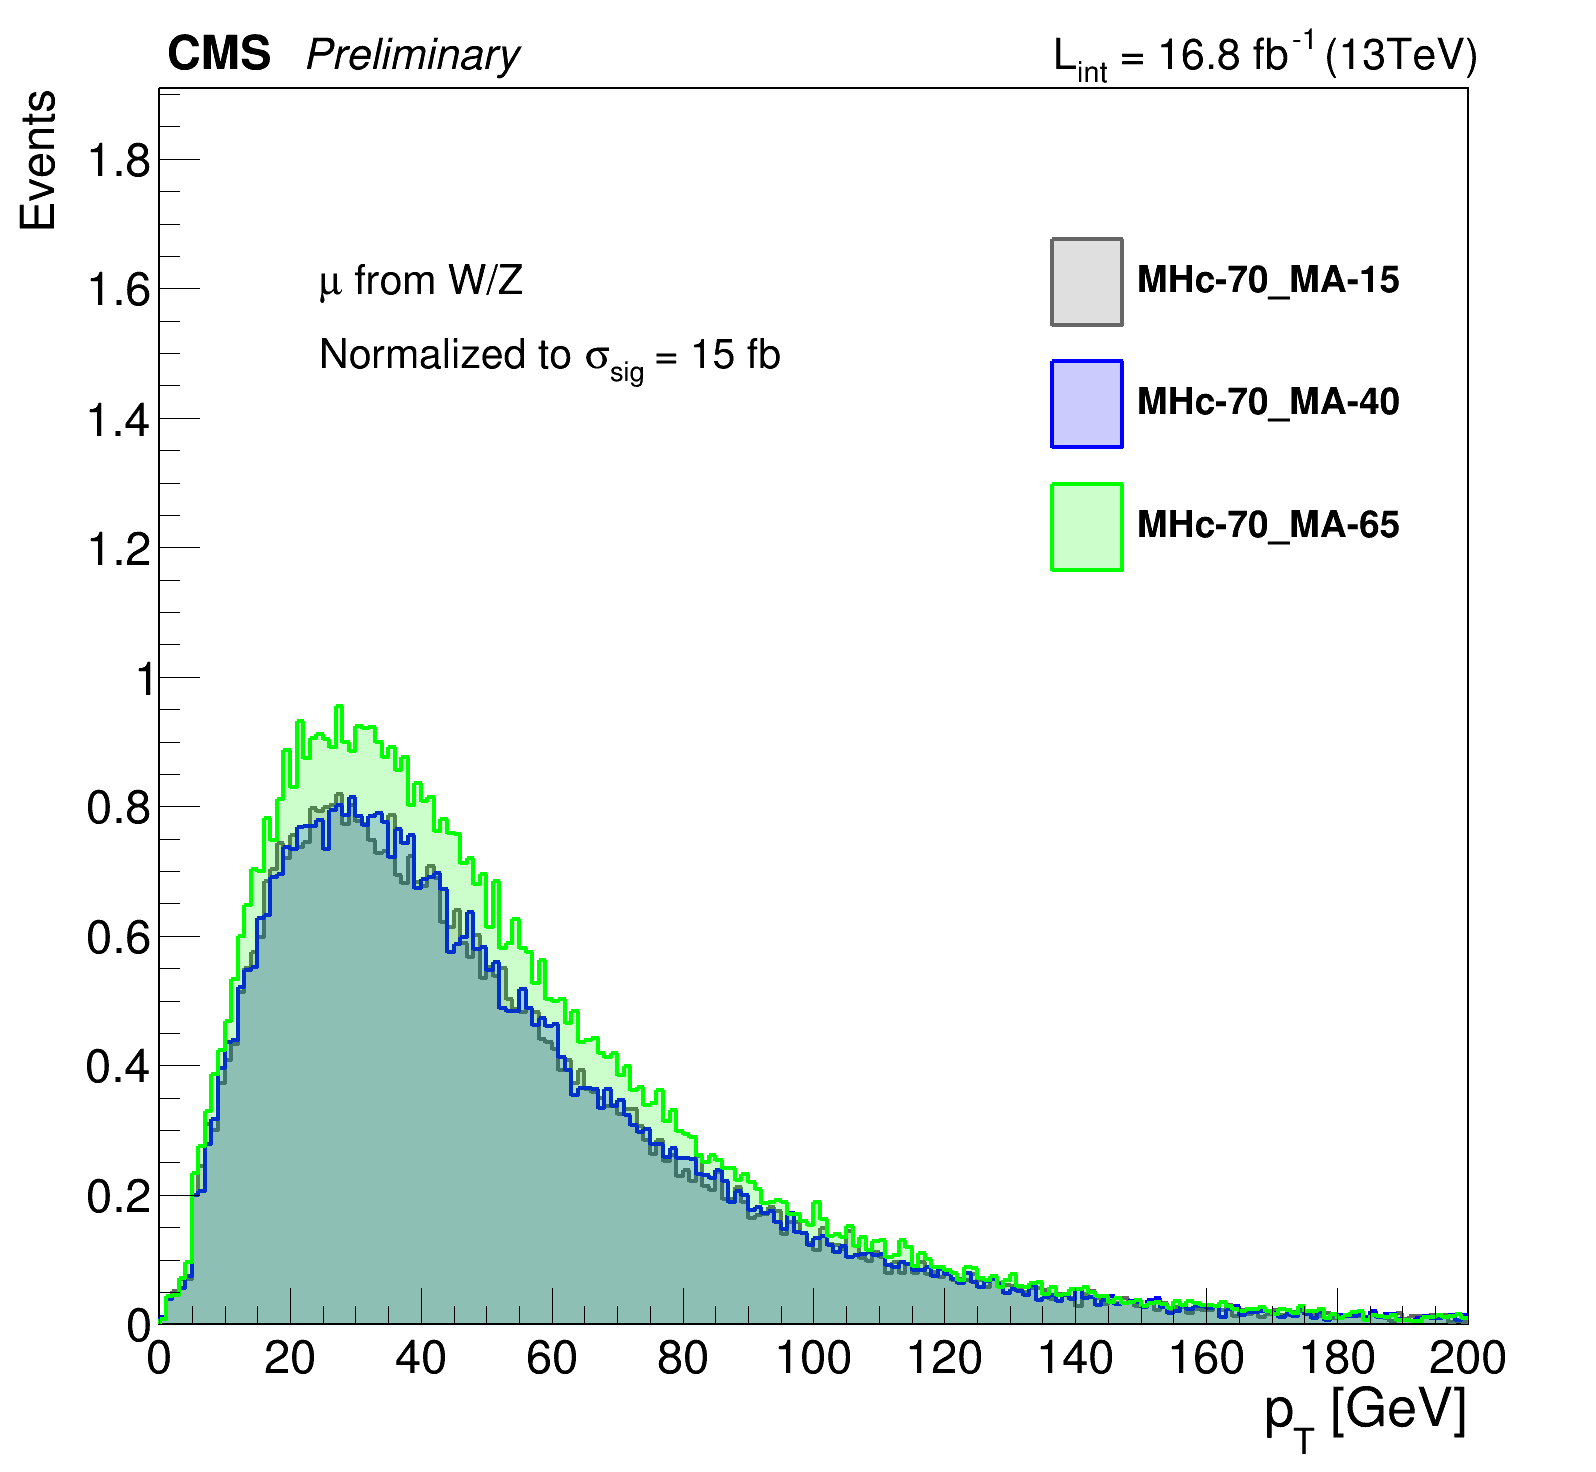 CMS Preliminary
L_int = 16.8 fb^-1 (13TeV)
Events
1.8
1.6
1.4
1.2
1
0.8
0.6
0.4
0.2
0
μ from W/Z
Normalized to σ_sig = 15 fb
MHc-70_MA-15
MHc-70_MA-40
MHc-70_MA-65
0 20 40 60 80 100 120 140 160 180 200
p_T [GeV]